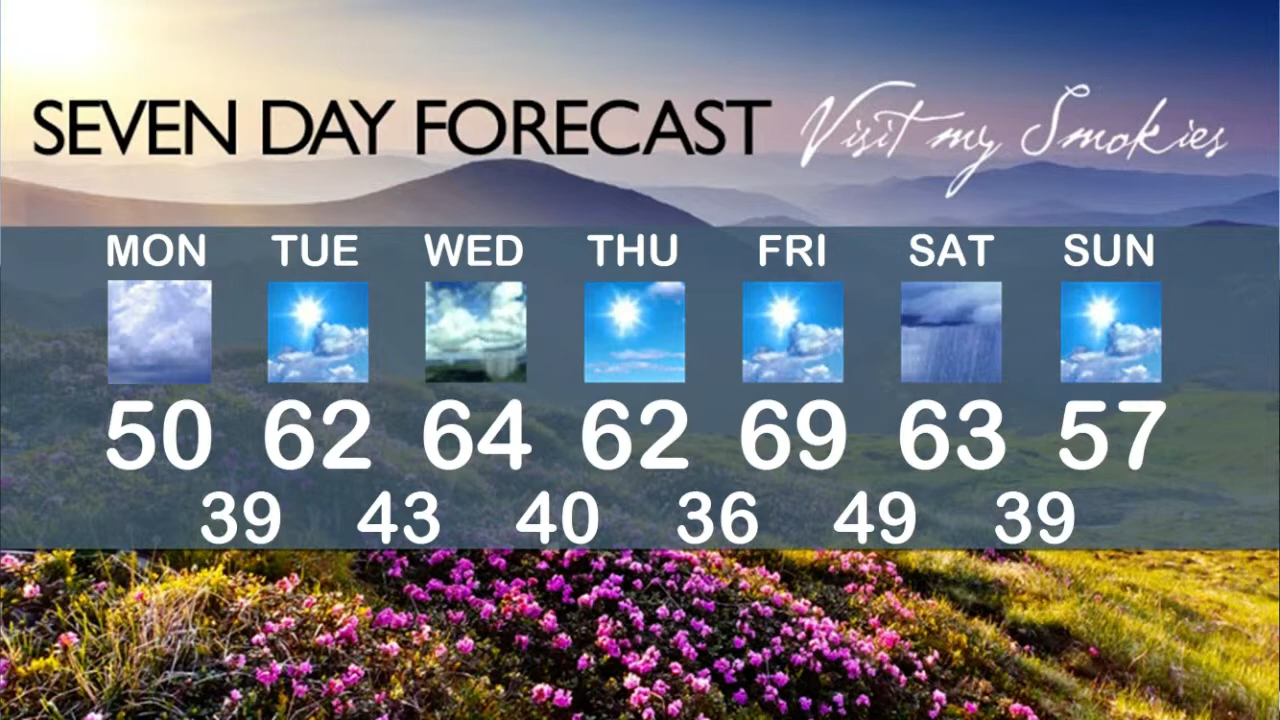 SEVEN DAY FORECAST Visit my Smokies
MON TUE WED THU FRI SAT SUN
50 62 64 62 69 63 57
39 43 40 36 49 39